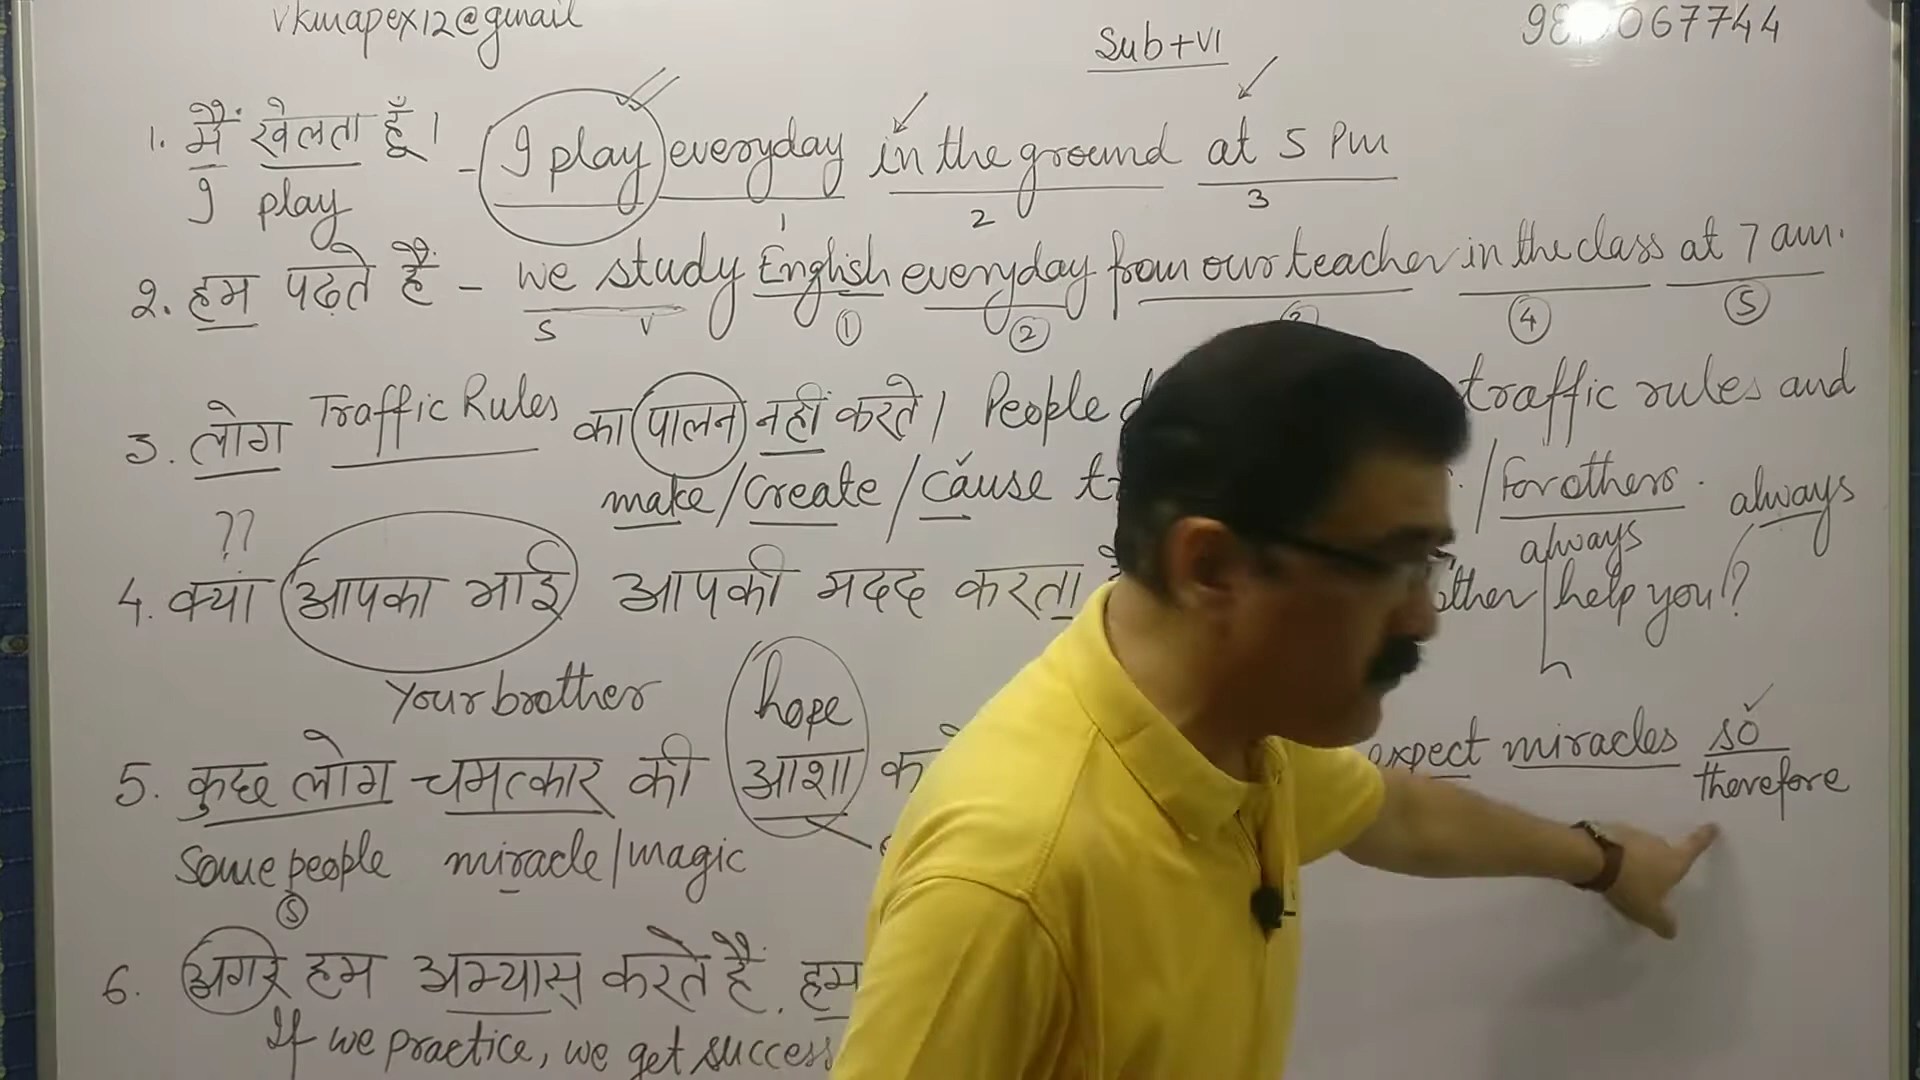 vkmapex12@gmail
067744
Sub+V1
1. मैं खेलता हूँ। - I play everyday in the ground at 5 Pm
I play 1 2 3
2. हम पढ़ते हैं - we study English everyday from our teacher in the class at 7 am.
S V 1 2 4 5
3. लोग Traffic Rules का पालन नहीं करते। People traffic rules and
make/Create/cause / for others. always
?? always
4. क्या आपका भाई आपकी मदद करता help you?
Your brother hope
5. कुछ लोग चमत्कार की आशा expect miracles so
therefore
Some people miracle/magic
S
6. अगर हम अभ्यास करते हैं, हम
If we practice, we get success